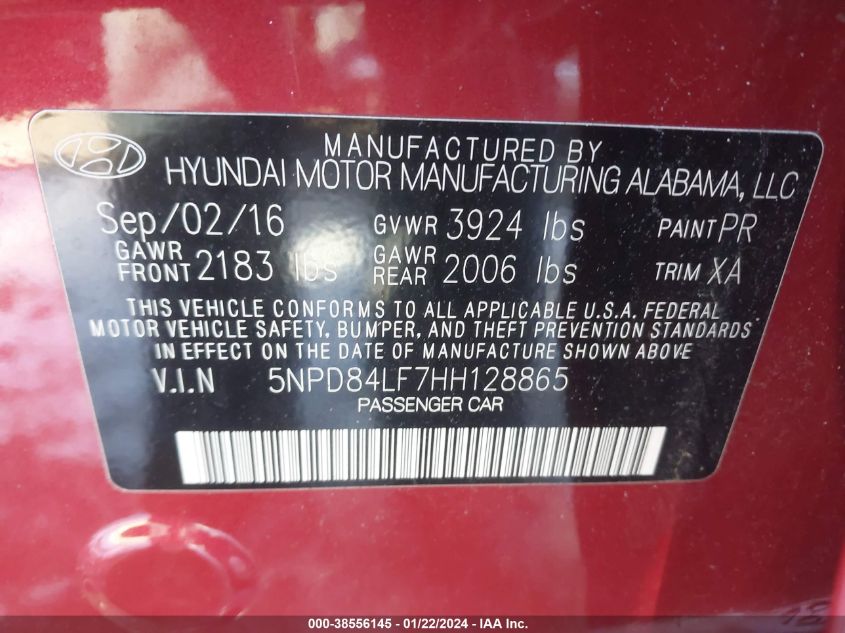 MANUFACTURED BY
HYUNDAI MOTOR MANUFACTURING ALABAMA, LLC
Sep/02/16 GVWR 3924 lbs PAINT PR
GAWR FRONT 2183 lbs GAWR REAR 2006 lbs TRIM XA
THIS VEHICLE CONFORMS TO ALL APPLICABLE U.S.A. FEDERAL
MOTOR VEHICLE SAFETY, BUMPER, AND THEFT PREVENTION STANDARDS
IN EFFECT ON THE DATE OF MANUFACTURE SHOWN ABOVE
V.I.N 5NPD84LF7HH128865
PASSENGER CAR
000-38556145 - 01/22/2024 - IAA Inc.